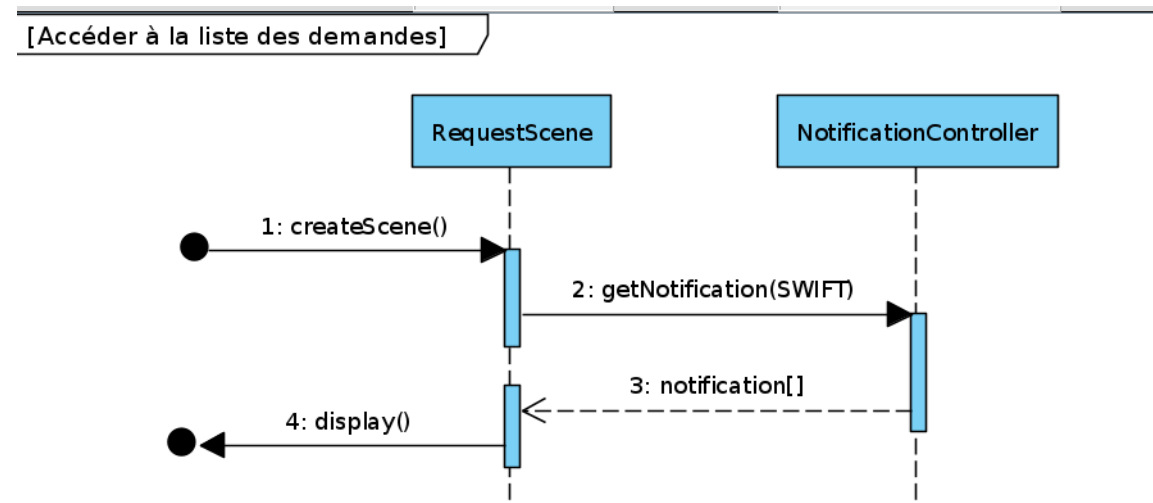 [Accéder à la liste des demandes]
RequestScene
NotificationController
1: createScene()
2: getNotification(SWIFT)
3: notification[]
4: display()